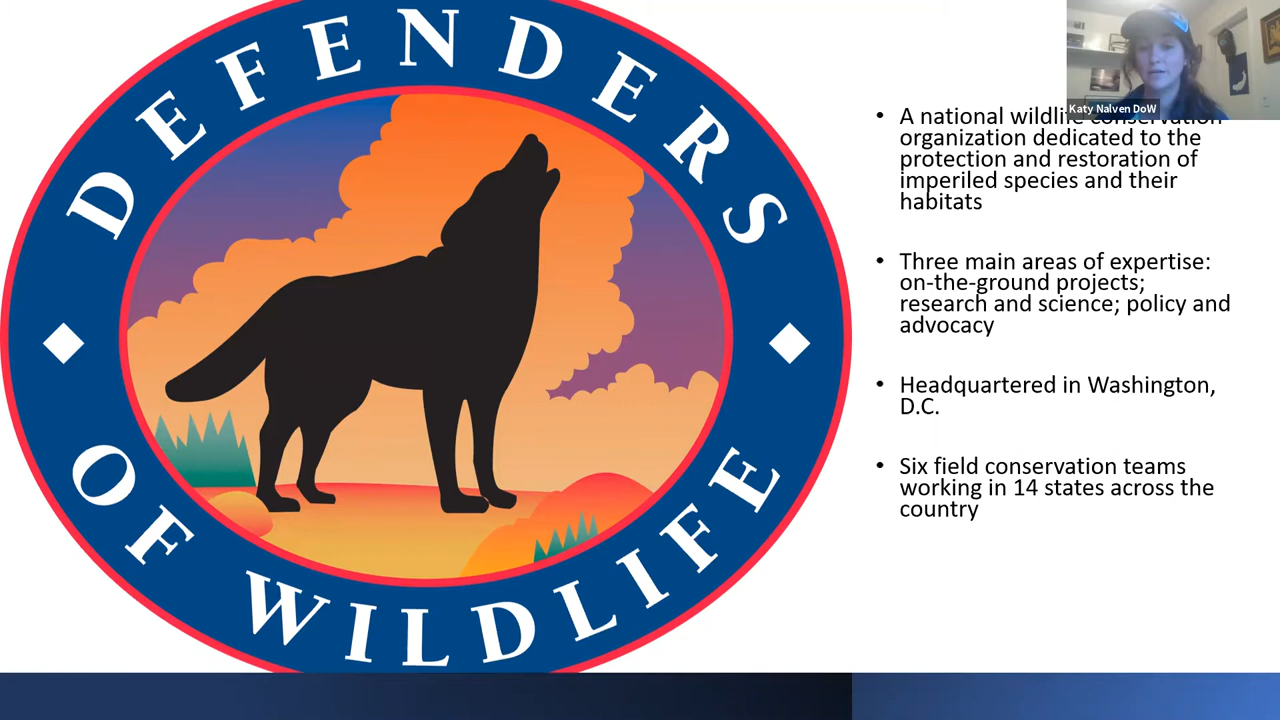 DEFENDERS
OF WILDLIFE
Katy Nalven DoW
• A national wildlife conservation
organization dedicated to the
protection and restoration of
imperiled species and their
habitats
• Three main areas of expertise:
on-the-ground projects;
research and science; policy and
advocacy
• Headquartered in Washington,
D.C.
• Six field conservation teams
working in 14 states across the
country